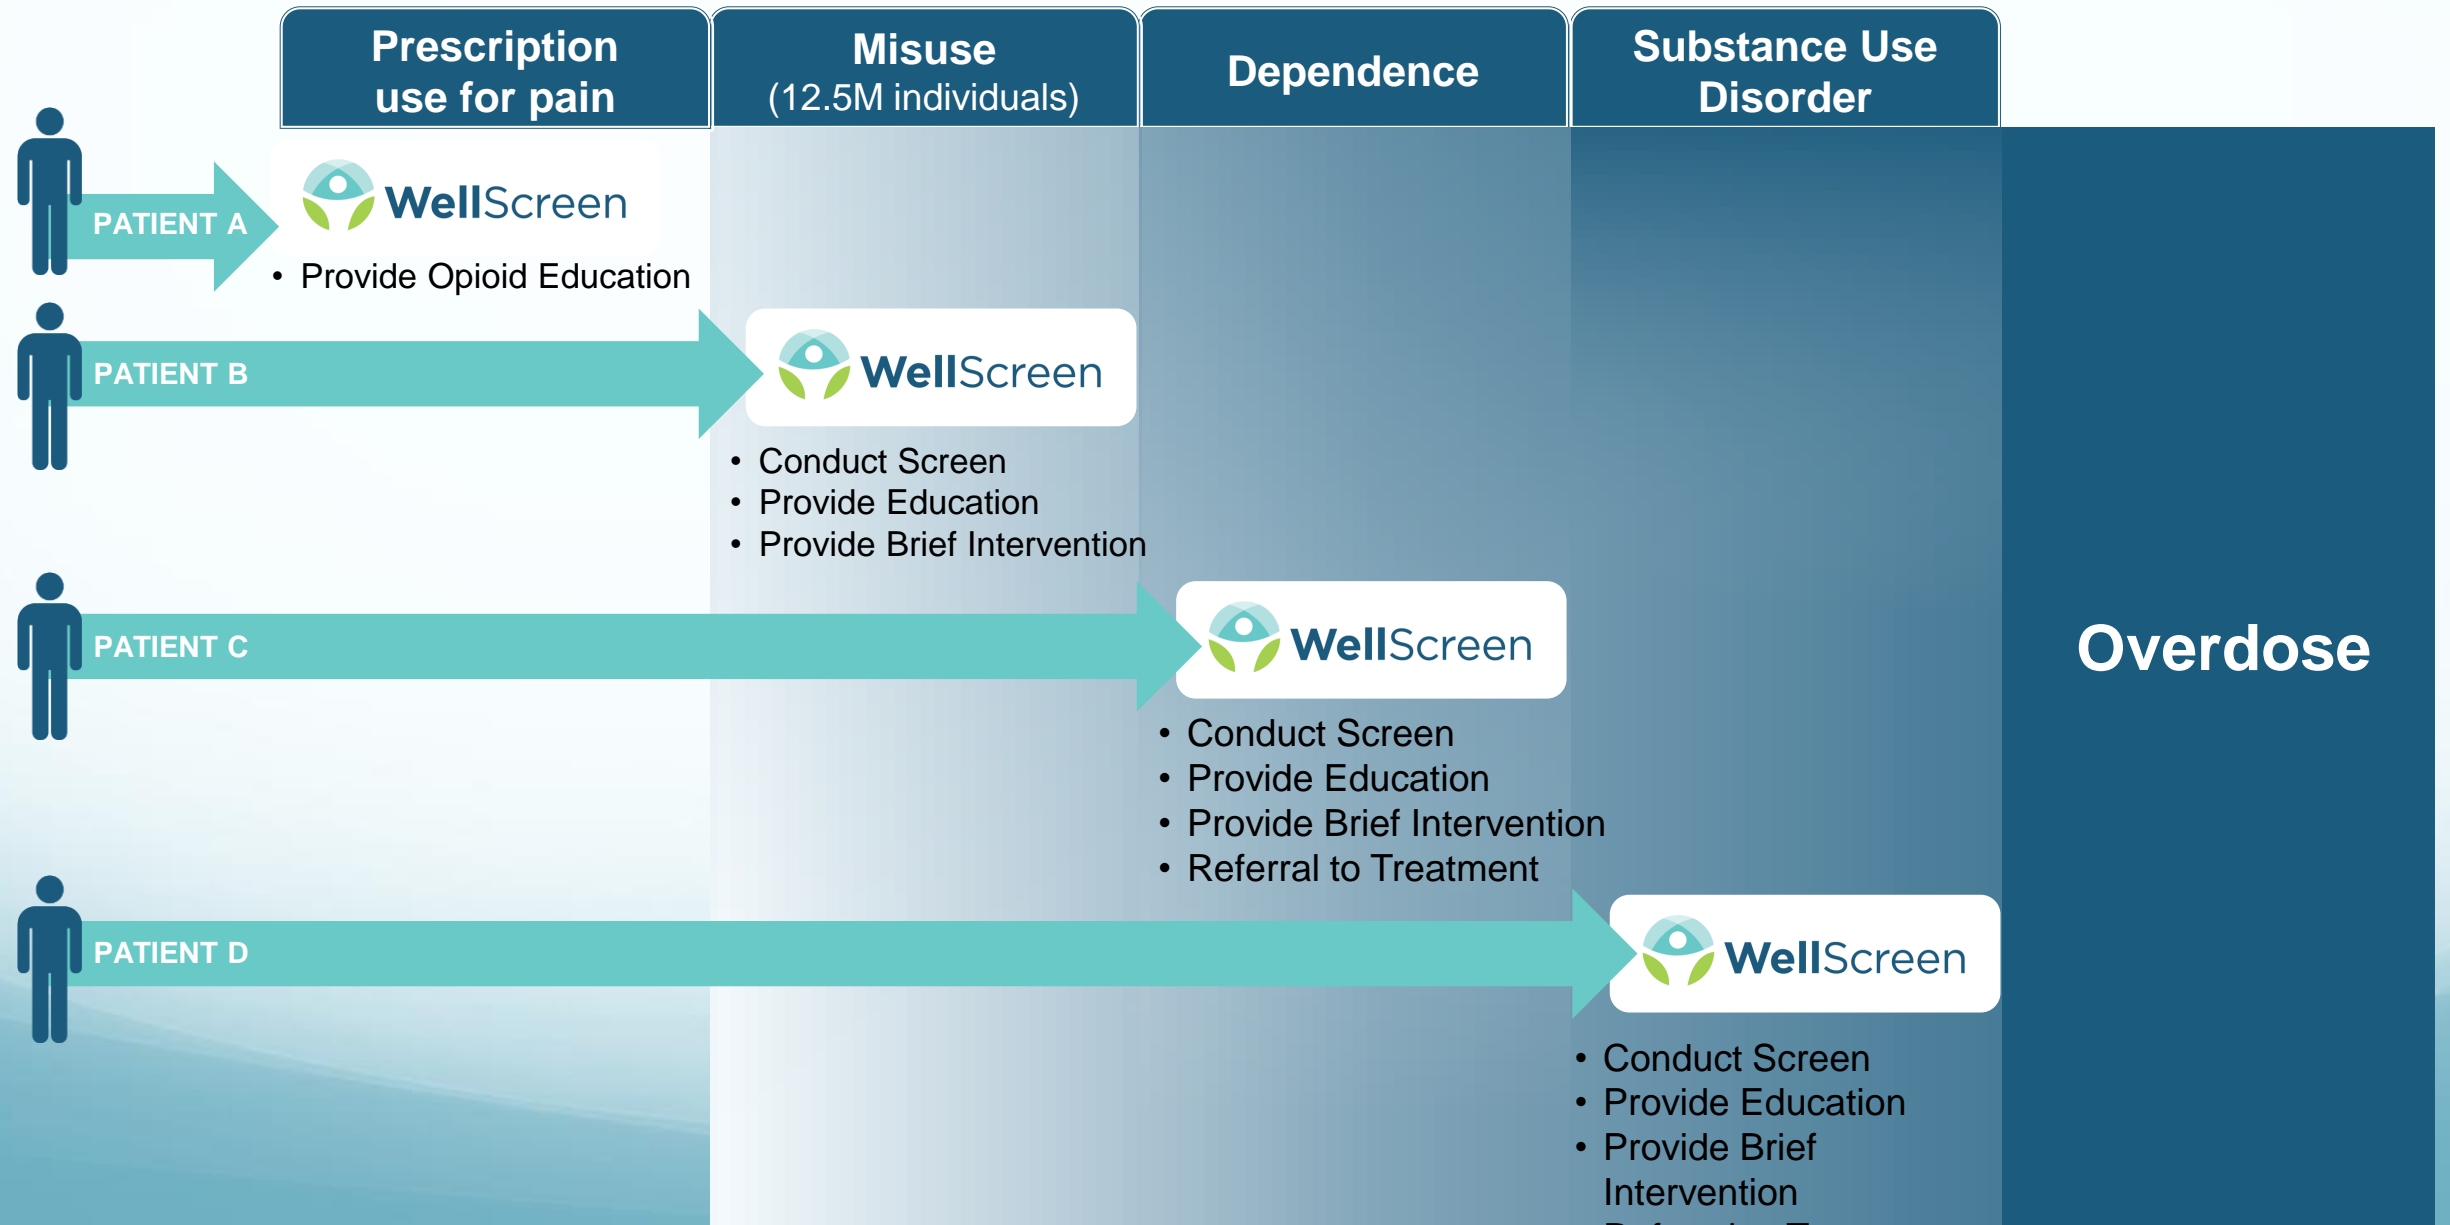 Prescription
use for pain
Misuse
(12.5M individuals)
Dependence
Substance Use
Disorder
PATIENT A
WellScreen
• Provide Opioid Education
PATIENT B
WellScreen
• Conduct Screen
• Provide Education
• Provide Brief Intervention
PATIENT C
WellScreen
Overdose
• Conduct Screen
• Provide Education
• Provide Brief Intervention
• Referral to Treatment
PATIENT D
WellScreen
• Conduct Screen
• Provide Education
• Provide Brief
Intervention